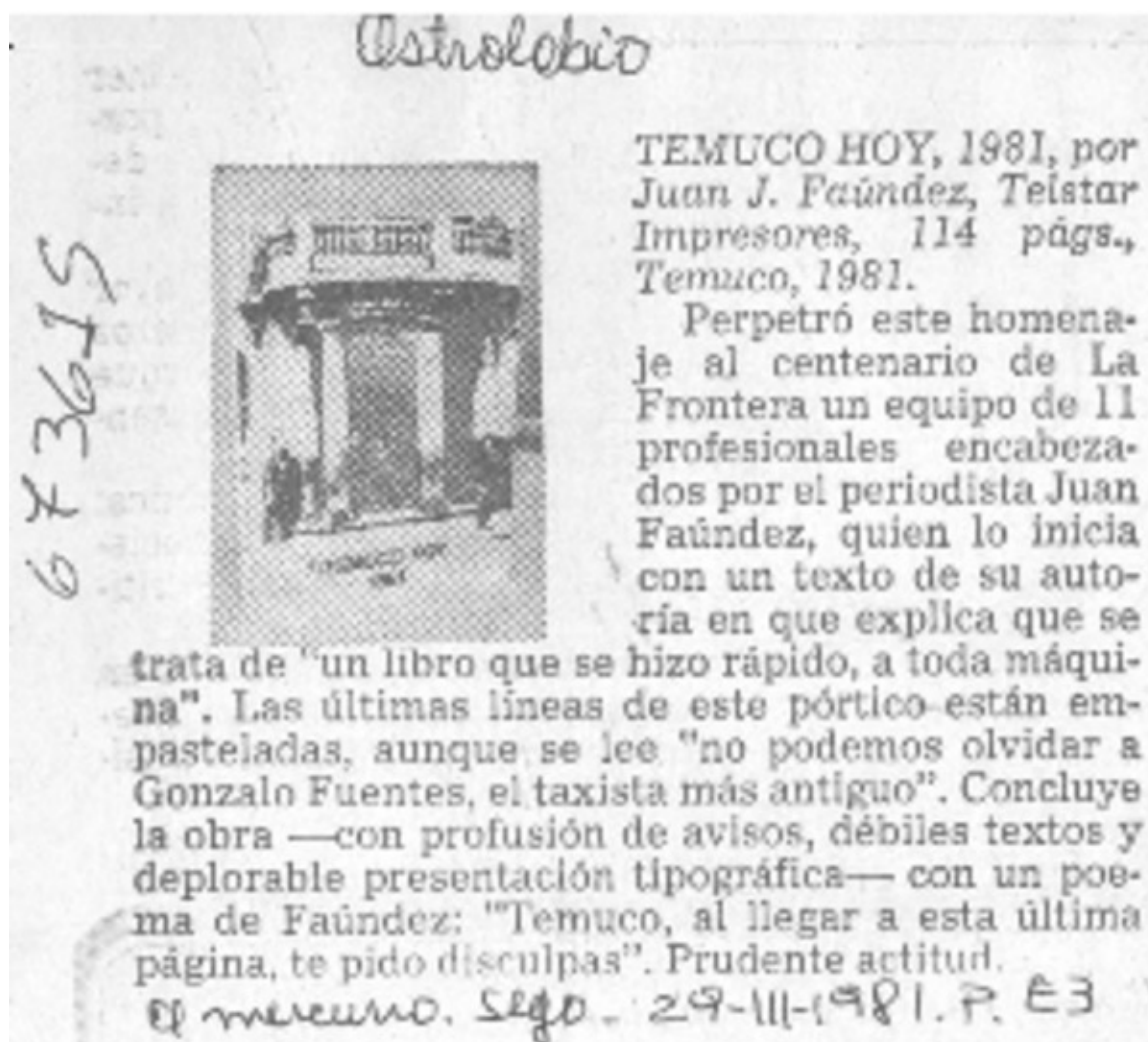 Astrolabio
TEMUCO HOY, 1981, por
Juan J. Faúndez, Telstar
Impresores, 114 págs.,
Temuco, 1981.
Perpetró este homena-
je al centenario de La
Frontera un equipo de 11
profesionales encabeza-
dos por el periodista Juan
Faúndez, quien lo inicia
con un texto de su auto-
ría en que explica que se
trata de "un libro que se hizo rápido, a toda máqui-
na". Las últimas líneas de este pórtico están em-
pasteladas, aunque se lee "no podemos olvidar a
Gonzalo Fuentes, el taxista más antiguo". Concluye
la obra —con profusión de avisos, débiles textos y
deplorable presentación tipográfica— con un poe-
ma de Faúndez: "Temuco, al llegar a esta última
página, te pido disculpas". Prudente actitud.
El mercurio. Stgo. 29-III-1981. P. E3
TEMUCO HOY